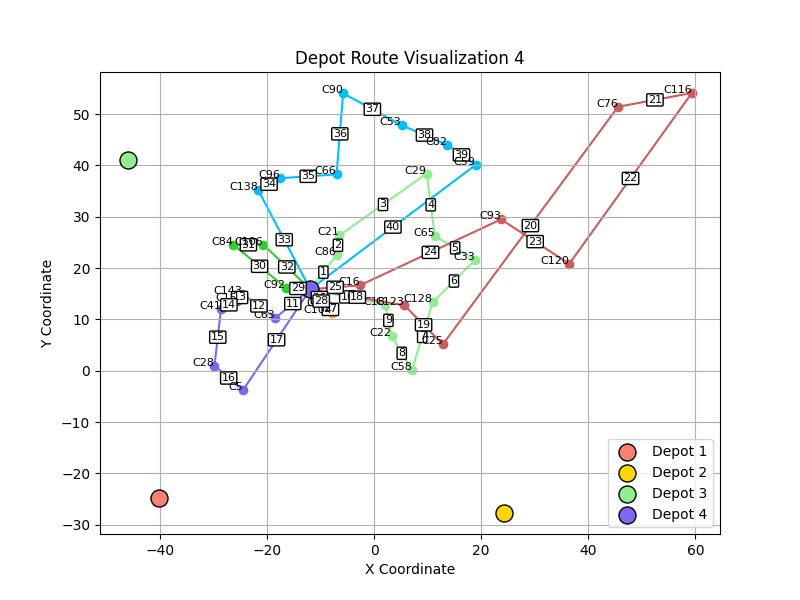 Depot Route Visualization 4
Y Coordinate
50
40
30
20
10
0
−10
−20
−30
C90
37
C53
36
38
C82
39
C59
C76
21
C116
C96
34
35
C66
C138
C29
22
3
4
C93
20
40
23
C21
C65
33
C84
31
2
C86
5
24
C33
C120
30
32
1
6
C92
29
25
C16
C143
13
14
C41
12
11
28
18
C123
C128
C63
9
19
15
17
C22
C25
8
C28
16
C5
C58
−40
−20
0
20
40
60
X Coordinate
Depot 1
Depot 2
Depot 3
Depot 4